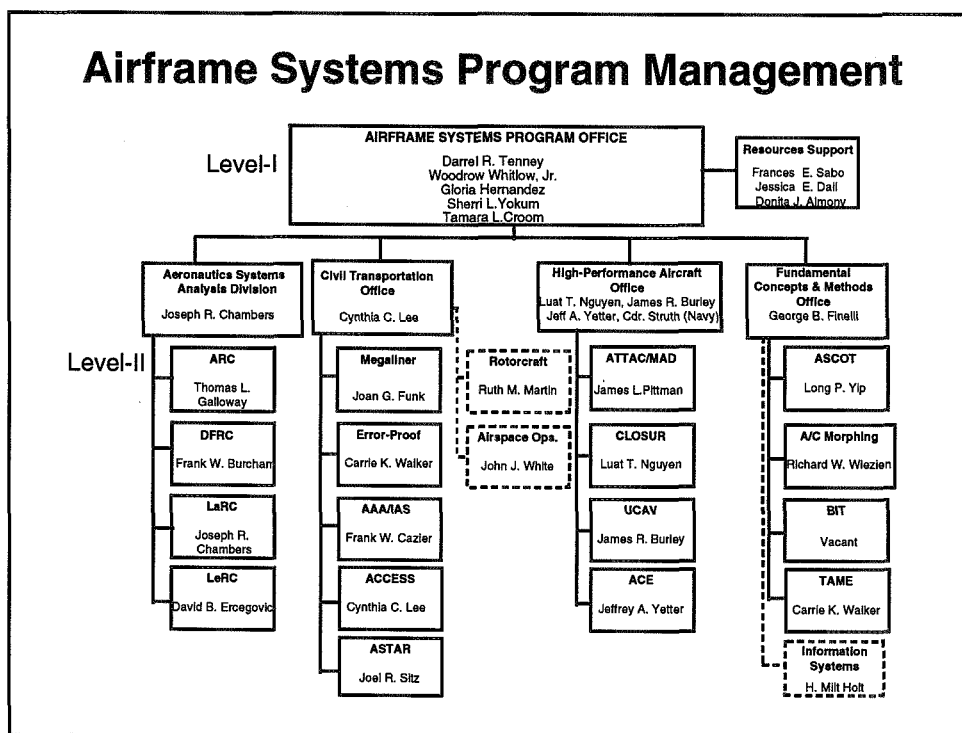 Airframe Systems Program Management
Level-I
AIRFRAME SYSTEMS PROGRAM OFFICE
Darrel R. Tenney
Woodrow Whitlow, Jr.
Gloria Hernandez
Sherri L.Yokum
Tamara L.Croom
Resources Support
Frances E. Sabo
Jessica E. Dail
Donita J. Almony
Aeronautics Systems
Analysis Division
Joseph R. Chambers
Civil Transportation
Office
Cynthia C. Lee
High-Performance Aircraft
Office
Luat T. Nguyen, James R. Burley
Jeff A. Yetter, Cdr. Struth (Navy)
Fundamental
Concepts & Methods
Office
George B. Finelli
Level-II
ARC
Thomas L.
Galloway
DFRC
Frank W. Burcham
LaRC
Joseph R.
Chambers
LeRC
David B. Ercegovic
Megaliner
Joan G. Funk
Error-Proof
Carrie K. Walker
AAA/IAS
Frank W. Cazier
ACCESS
Cynthia C. Lee
ASTAR
Joel R. Sitz
Rotorcraft
Ruth M. Martin
Airspace Ops.
John J. White
ATTAC/MAD
James L.Pittman
CLOSUR
Luat T. Nguyen
UCAV
James R. Burley
ACE
Jeffrey A. Yetter
ASCOT
Long P. Yip
A/C Morphing
Richard W. Wlezien
BIT
Vacant
TAME
Carrie K. Walker
Information
Systems
H. Milt Holt